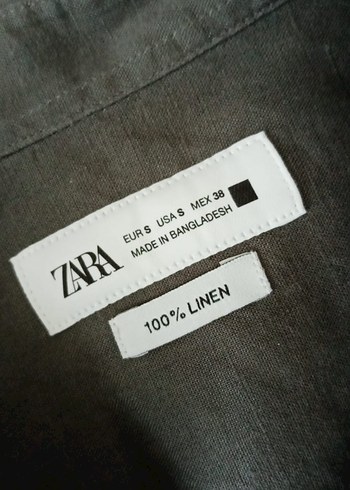 ZARA
EUR S USA S MEX 38
MADE IN BANGLADESH
100% LINEN